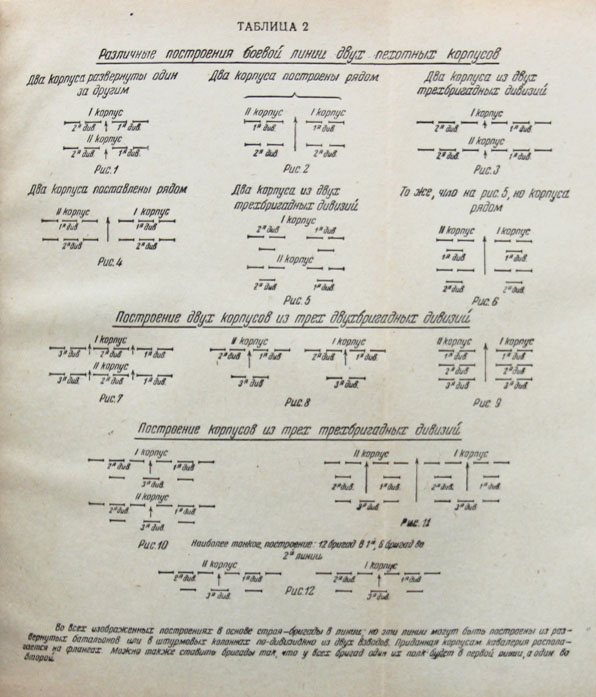 ТАБЛИЦА 2
Различные построения боевой линии двух пехотных корпусов
Два корпуса развернуты один
за другим
I корпус
2ª див. 1ª див.
II корпус
2ª див. 1ª див.
Рис.1
Два корпуса построены рядом
II корпус I корпус
1ª див. 1ª див.
2ª див. 2ª див.
Рис. 2
Два корпуса из двух
трехбригадных дивизий
I корпус
2ª див. 1ª див.
II корпус
2ª див. 1ª див.
Рис. 3
Два корпуса поставлены рядом
II корпус I корпус
1ª див. 1ª див.
2ª див. 2ª див.
Рис. 4
Два корпуса из двух
трехбригадных дивизий
I корпус
2ª див 1ª див.
II корпус
2ª див 1ª див.
Рис. 5
То же, что на рис. 5, но корпуса
рядом
II корпус I корпус
1ª див 1ª див.
2ª див 2ª див.
Рис. 6
Построение двух корпусов из трех двухбригадных дивизий
I корпус
3ª див 2ª див 1ª див.
II корпус
3ª див. 2ª див. 1ª див.
Рис. 7
II корпус I корпус
2ª див 1ª див 2ª див 1ª див
3ª див 3ª див.
Рис. 8
II корпус I корпус
1ª див 1ª див
2ª див 2ª див
3ª див. 3ª див.
Рис. 9
Построение корпусов из трех трехбригадных дивизий
I корпус
2ª див 1ª див.
3ª див
II корпус
2ª див. 1ª див.
3ª див
Рис. 10
II корпус I корпус
2ª див. 1ª див. 2ª див. 1ª див.
3ª див 3ª див.
Рис. 11
Наиболее тонкое, построение: 12 бригад в 1ª, 6 бригад во
2ª линии.
II корпус I корпус
2ª див. 1ª див. 2ª див. 1ª див.
3ª див 3ª див.
Рис. 12
Во всех изображенных построениях в основе строя-бригады в линии; но эти линии могут быть построены из раз-
вернутых батальонов или в штурмовых колоннах по-дивизионно из двух взводов. Приданная корпусам кавалерия распола-
гается на флангах. Можно также ставить бригады так, что у всех бригад один их полк будет в первой линии, а один во
второй.